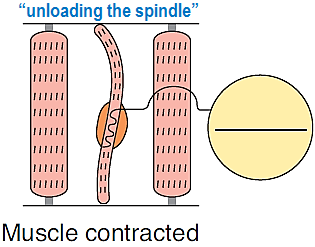 “unloading the spindle”
Muscle contracted